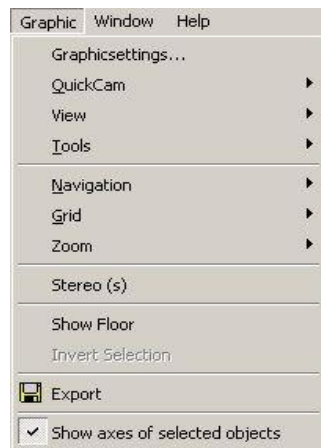 Graphic Window Help
Graphicsettings...
QuickCam
View
Tools
Navigation
Grid
Zoom
Stereo (s)
Show Floor
Invert Selection
Export
Show axes of selected objects